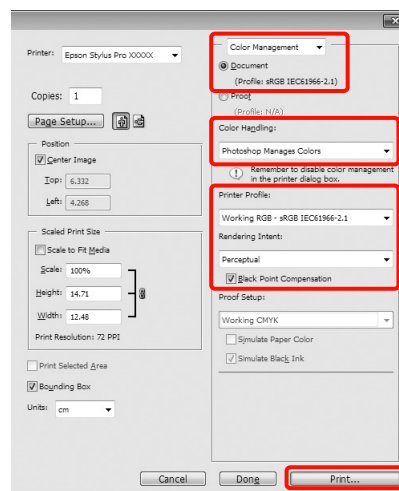 Printer: Epson Stylus Pro XXXXX
Copies: 1
Page Setup...
Position
Center Image
Top: 6.332
Left: 4.268
Scaled Print Size
Scale to Fit Media
Scale: 100%
Height: 14.71
Width: 12.48
Print Resolution: 72 PPI
Print Selected Area
Bounding Box
Units: cm
Color Management
Document
(Profile: sRGB IEC61966-2.1)
Proof
(Profile: N/A)
Color Handling:
Photoshop Manages Colors
Remember to disable color management
in the printer dialog box.
Printer Profile:
Working RGB - sRGB IEC61966-2.1
Rendering Intent:
Perceptual
Black Point Compensation
Proof Setup:
Working CMYK
Simulate Paper Color
Simulate Black Ink
Cancel
Done
Print...